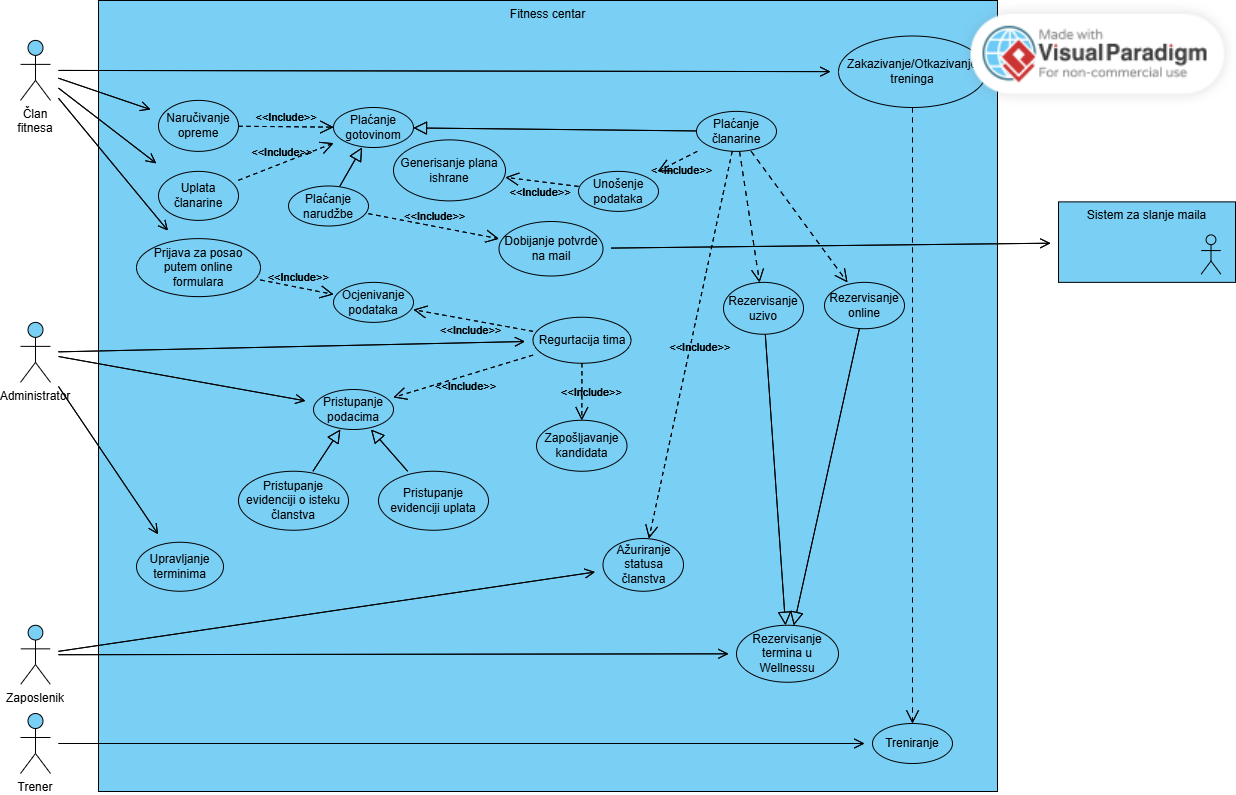 Fitness centar
Made with
Visual Paradigm
For non-commercial use
Zakazivanje/Otkazivanje
treninga
Član
fitnesa
Naručivanje
opreme
<<Include>>
Plaćanje
gotovinom
Plaćanje
članarine
<<Include>>
Generisanje plana
ishrane
<<Include>>
Unošenje
podataka
<<Include>>
Uplata
članarine
Plaćanje
narudžbe
<<Include>>
Dobijanje potvrde
na mail
Sistem za slanje maila
Prijava za posao
putem online
formulara
<<Include>>
Ocjenivanje
podataka
Rezervisanje
uzivo
Rezervisanje
online
<<Include>>
Regurtacija tima
<<Include>>
Administrator
<<Include>>
<<Include>>
Pristupanje
podacima
Zapošljavanje
kandidata
Pristupanje
evidenciji o isteku
članstva
Pristupanje
evidenciji uplata
Upravljanje
terminima
Ažuriranje
statusa
članstva
Zaposlenik
Rezervisanje
termina u
Wellnessu
Trener
Treniranje